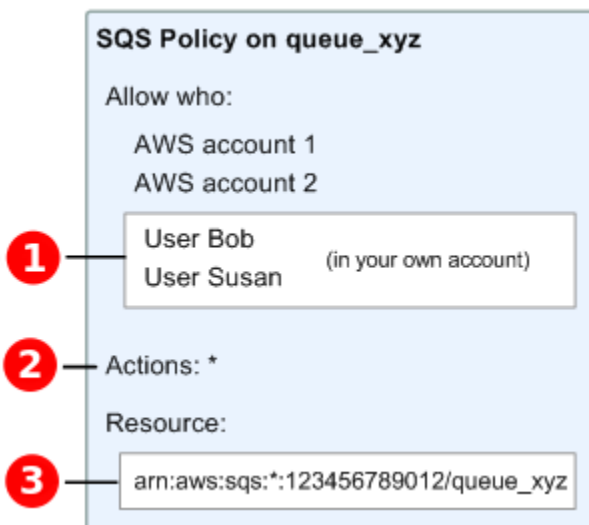 SQS Policy on queue_xyz
Allow who:
AWS account 1
AWS account 2
1
User Bob
User Susan
(in your own account)
2
Actions: *
Resource:
3
arn:aws:sqs:*:123456789012/queue_xyz